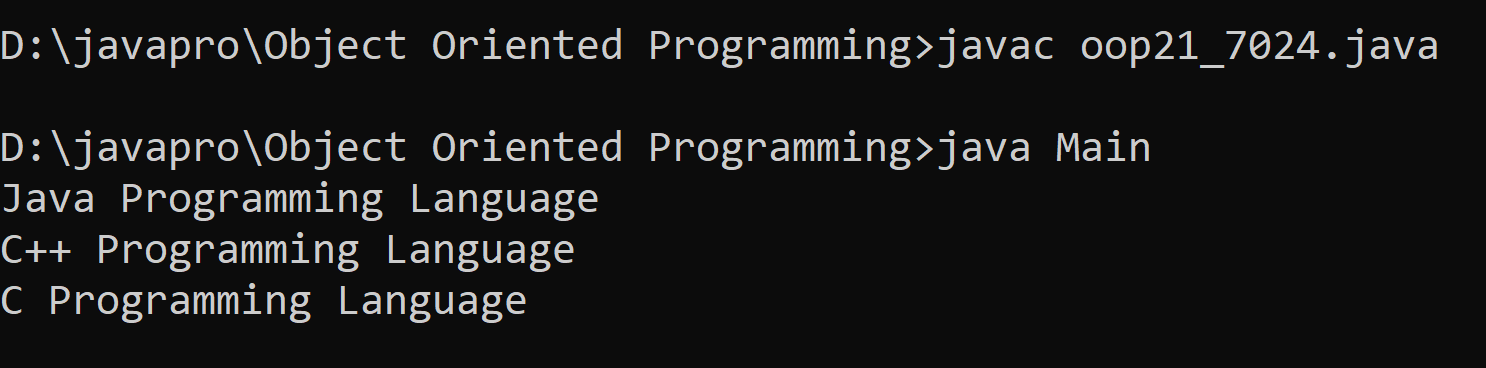 D:\javapro\Object Oriented Programming>javac oop21_7024.java
D:\javapro\Object Oriented Programming>java Main
Java Programming Language
C++ Programming Language
C Programming Language